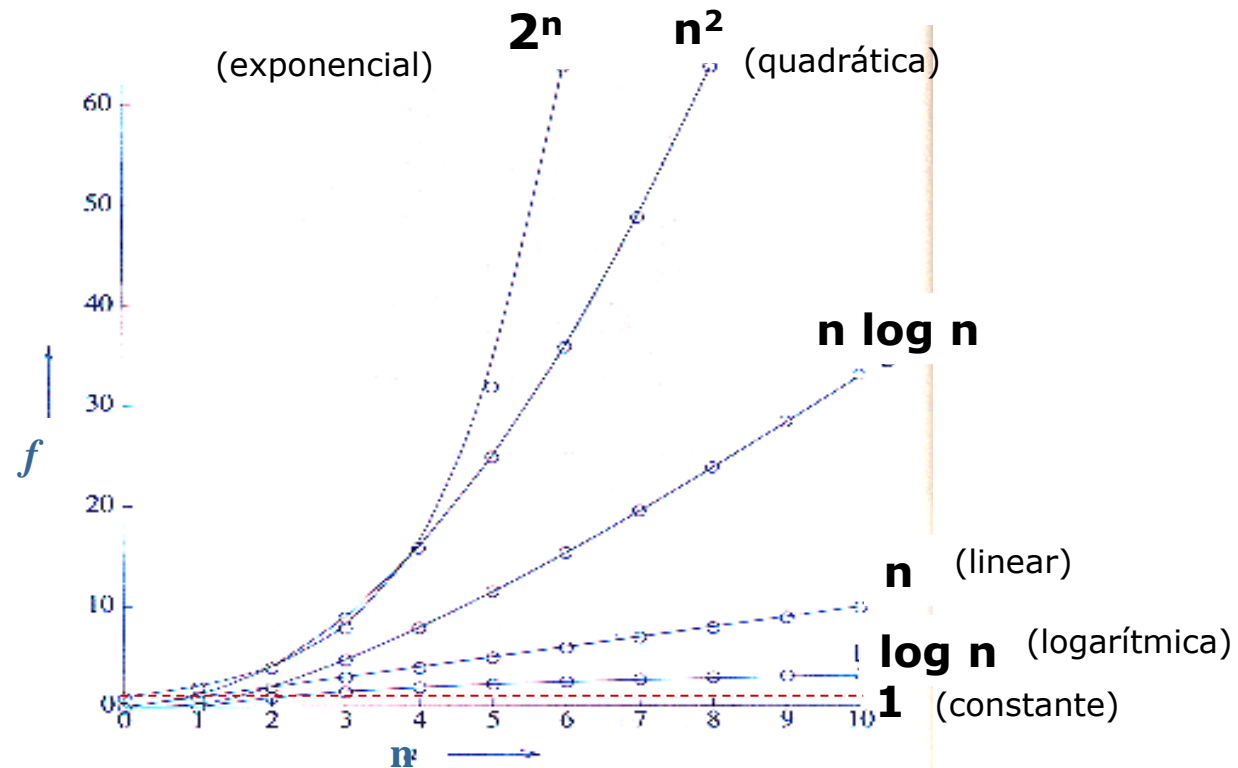 2ⁿ
n²
(exponencial)
(quadrática)
60
50
40
n log n
30
f
20
10
n (linear)
log n (logarítmica)
0
1 (constante)
0 1 2 3 4 5 6 7 8 9 10
n